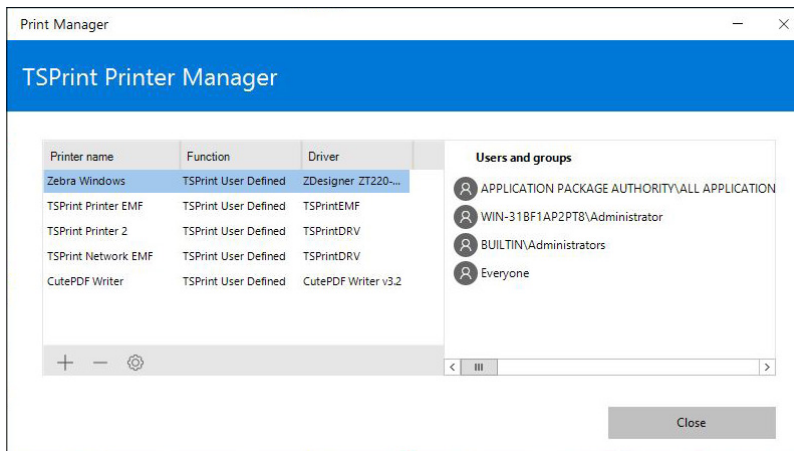 Print Manager
TSPrint Printer Manager
Printer name Function Driver
Zebra Windows TSPrint User Defined ZDesigner ZT220-...
TSPrint Printer EMF TSPrint User Defined TSPrintEMF
TSPrint Printer 2 TSPrint User Defined TSPrintDRV
TSPrint Network EMF TSPrint User Defined TSPrintDRV
CutePDF Writer TSPrint User Defined CutePDF Writer v3.2
Users and groups
APPLICATION PACKAGE AUTHORITY\ALL APPLICATION
WIN-31BF1AP2PT8\Administrator
BUILTIN\Administrators
Everyone
Close